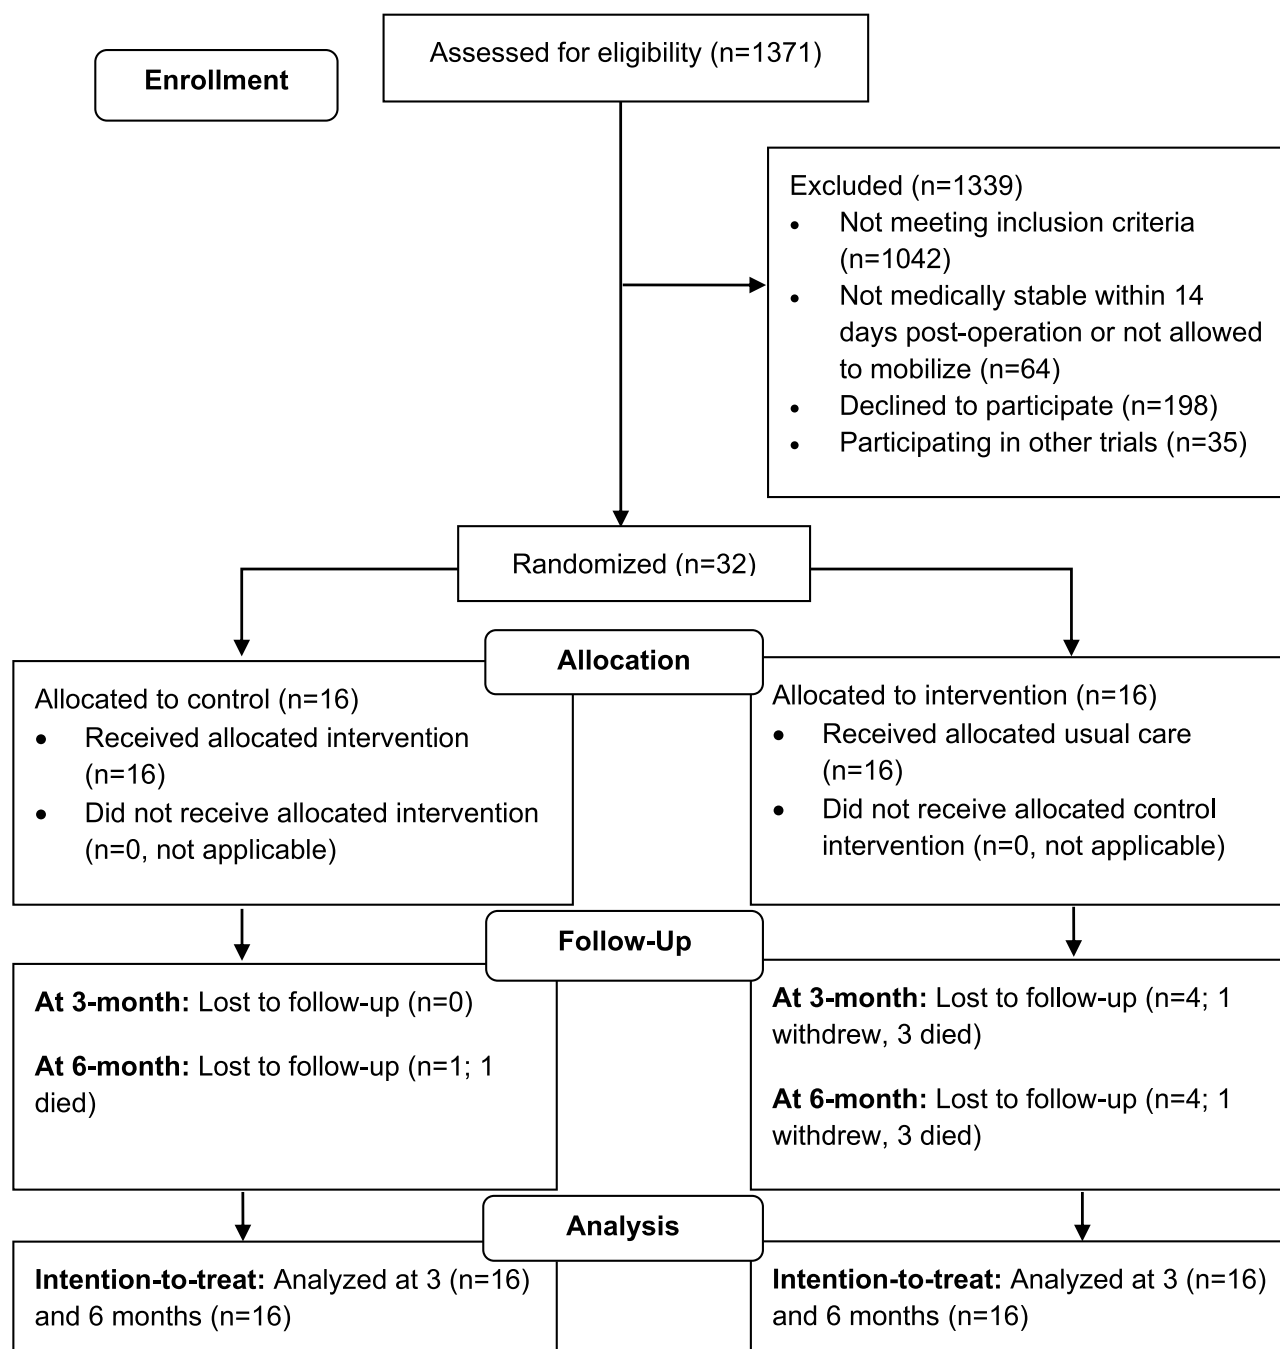 Assessed for eligibility (n=1371)
Enrollment
Excluded (n=1339)
• Not meeting inclusion criteria
(n=1042)
• Not medically stable within 14
days post-operation or not allowed
to mobilize (n=64)
• Declined to participate (n=198)
• Participating in other trials (n=35)
Randomized (n=32)
Allocation
Allocated to control (n=16)
• Received allocated intervention
(n=16)
• Did not receive allocated intervention
(n=0, not applicable)
Allocated to intervention (n=16)
• Received allocated usual care
(n=16)
• Did not receive allocated control
intervention (n=0, not applicable)
Follow-Up
At 3-month: Lost to follow-up (n=0)
At 6-month: Lost to follow-up (n=1; 1
died)
At 3-month: Lost to follow-up (n=4; 1
withdrew, 3 died)
At 6-month: Lost to follow-up (n=4; 1
withdrew, 3 died)
Analysis
Intention-to-treat: Analyzed at 3 (n=16)
and 6 months (n=16)
Intention-to-treat: Analyzed at 3 (n=16)
and 6 months (n=16)